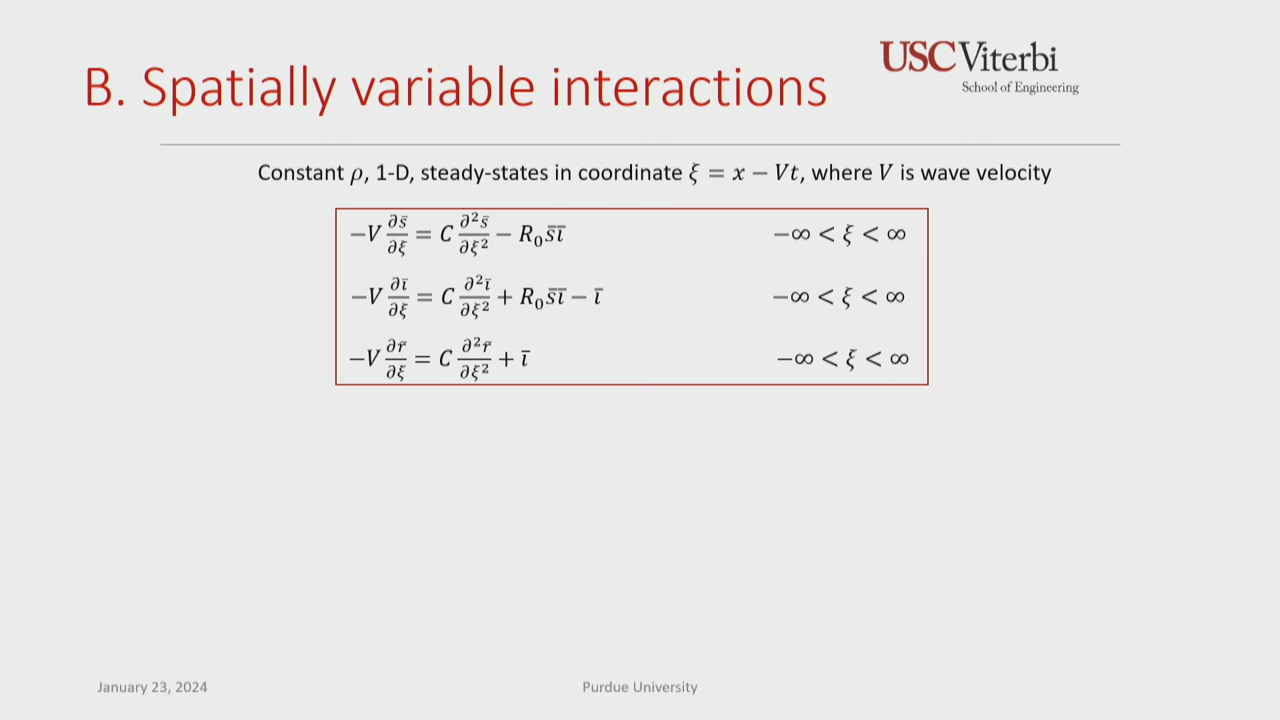 B. Spatially variable interactions
USC Viterbi
School of Engineering
Constant ρ, 1-D, steady-states in coordinate ξ = x − Vt, where V is wave velocity
−V ∂s̄/∂ξ = C ∂²s̄/∂ξ² − R₀s̄ῑ −∞ < ξ < ∞
−V ∂ῑ/∂ξ = C ∂²ῑ/∂ξ² + R₀s̄ῑ − ῑ −∞ < ξ < ∞
−V ∂r̄/∂ξ = C ∂²r̄/∂ξ² + ῑ −∞ < ξ < ∞
January 23, 2024
Purdue University